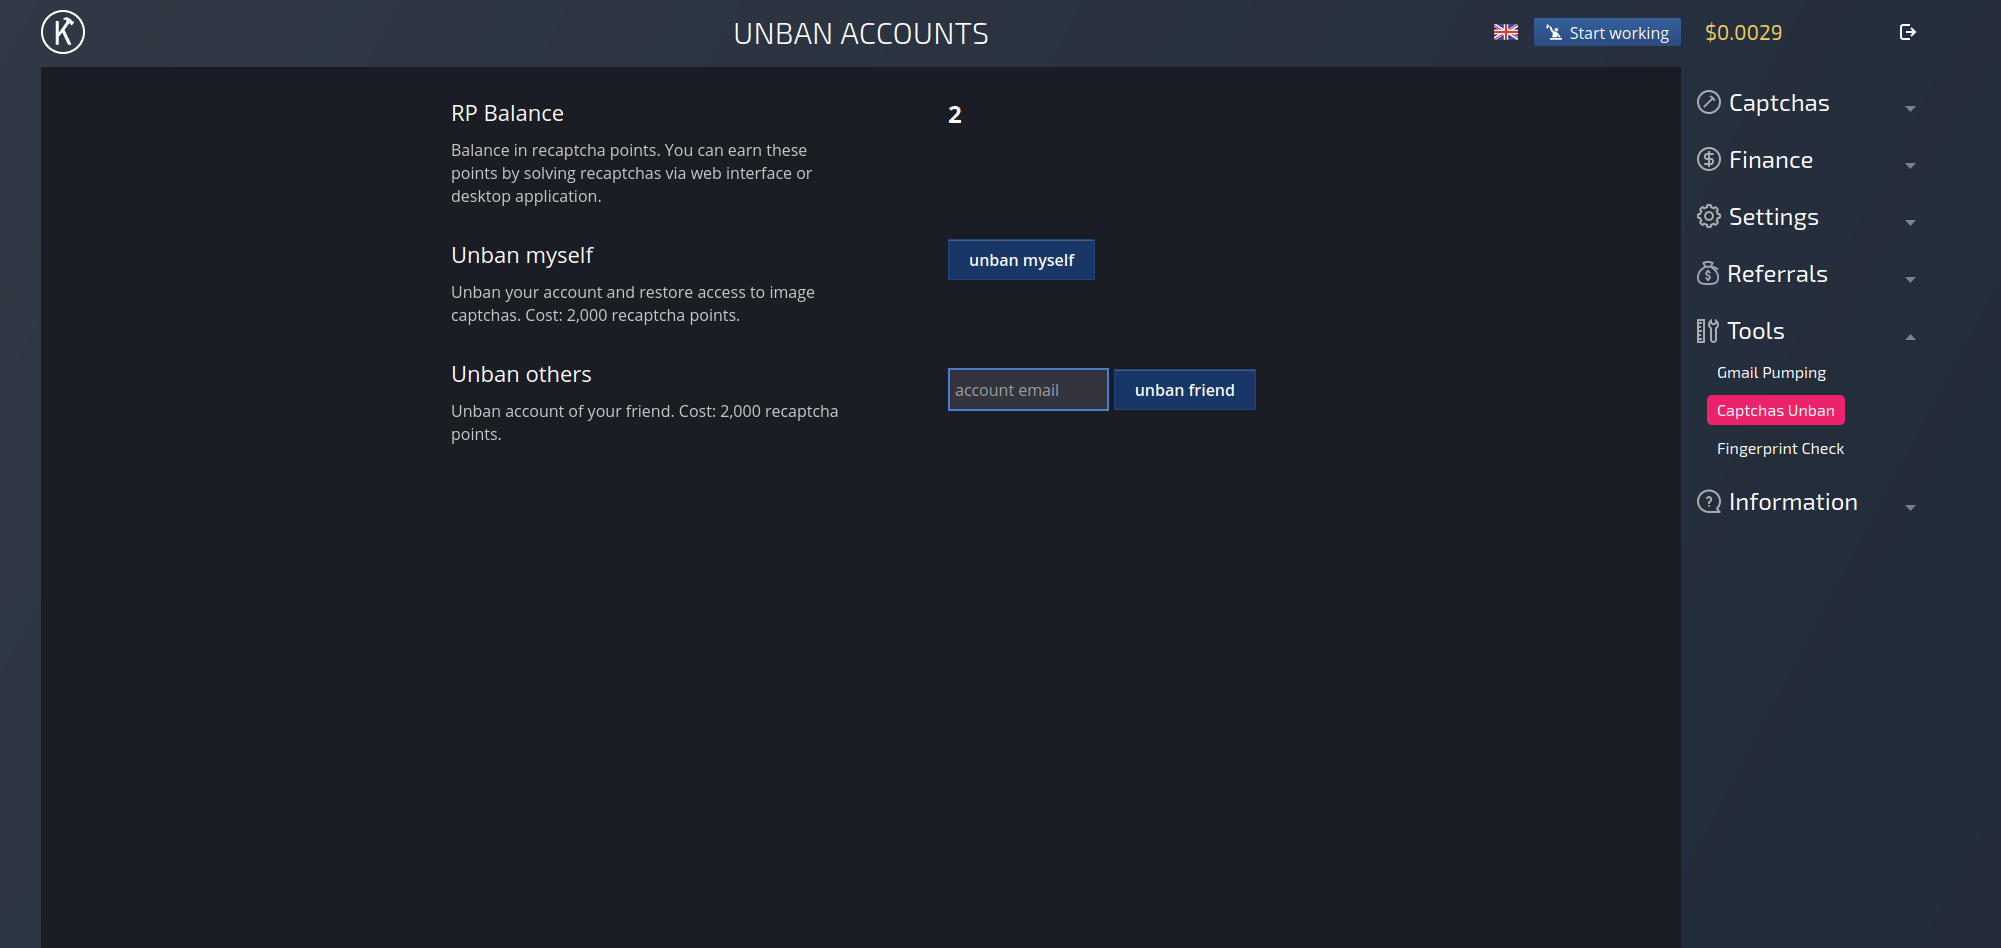 K
UNBAN ACCOUNTS
Start working
$0.0029
RP Balance
2
Balance in recaptcha points. You can earn these
points by solving recaptchas via web interface or
desktop application.
Unban myself
unban myself
Unban your account and restore access to image
captchas. Cost: 2,000 recaptcha points.
Unban others
account email
unban friend
Unban account of your friend. Cost: 2,000 recaptcha
points.
Captchas
Finance
Settings
Referrals
Tools
Gmail Pumping
Captchas Unban
Fingerprint Check
Information